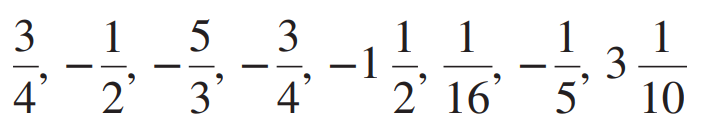 3/4, −1/2, −5/3, −3/4, −1 1/2, 1/16, −1/5, 3 1/10